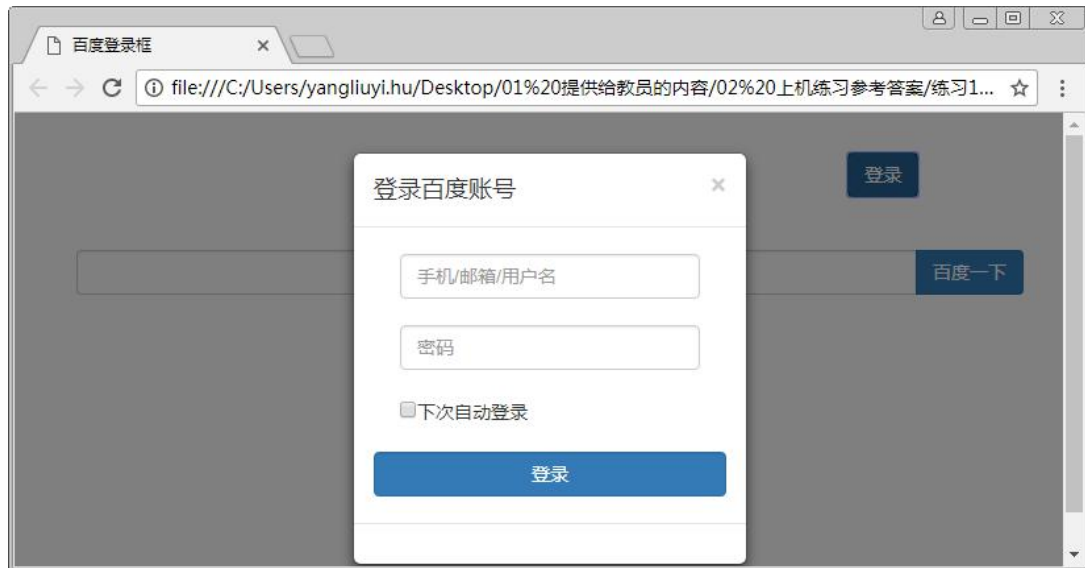 百度登录框
file:///C:/Users/yangliuyi.hu/Desktop/01%20提供给教员的内容/02%20上机练习参考答案/练习1...
登录百度账号
登录
手机/邮箱/用户名
百度一下
密码
下次自动登录
登录